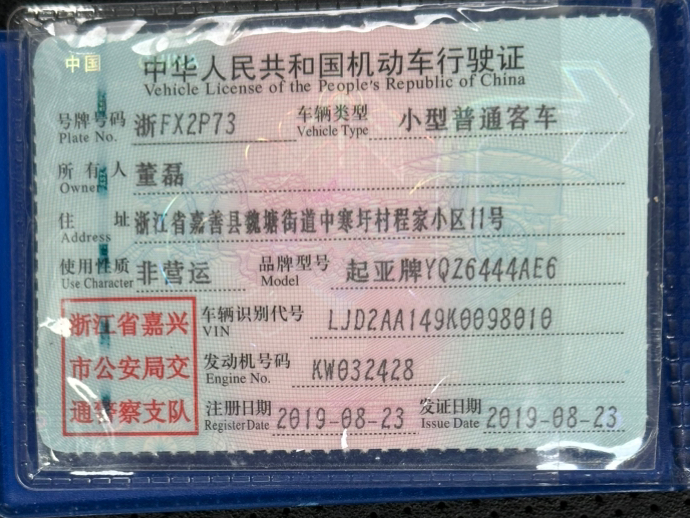 中国
中华人民共和国机动车行驶证
Vehicle License of the People's Republic of China
号牌号码 浙FX2P73 车辆类型 小型普通客车
Plate No. Vehicle Type
所有人 董磊
Owner
住址 浙江省嘉善县魏塘街道中寒圩村程家小区11号
Address
使用性质 非营运 品牌型号 起亚牌YQZ6444AE6
Use Character Model
浙江省嘉兴
市公安局交
通警察支队
车辆识别代号 LJD2AA149K0098010
VIN
发动机号码 KW032428
Engine No.
注册日期 2019-08-23 发证日期 2019-08-23
Register Date Issue Date